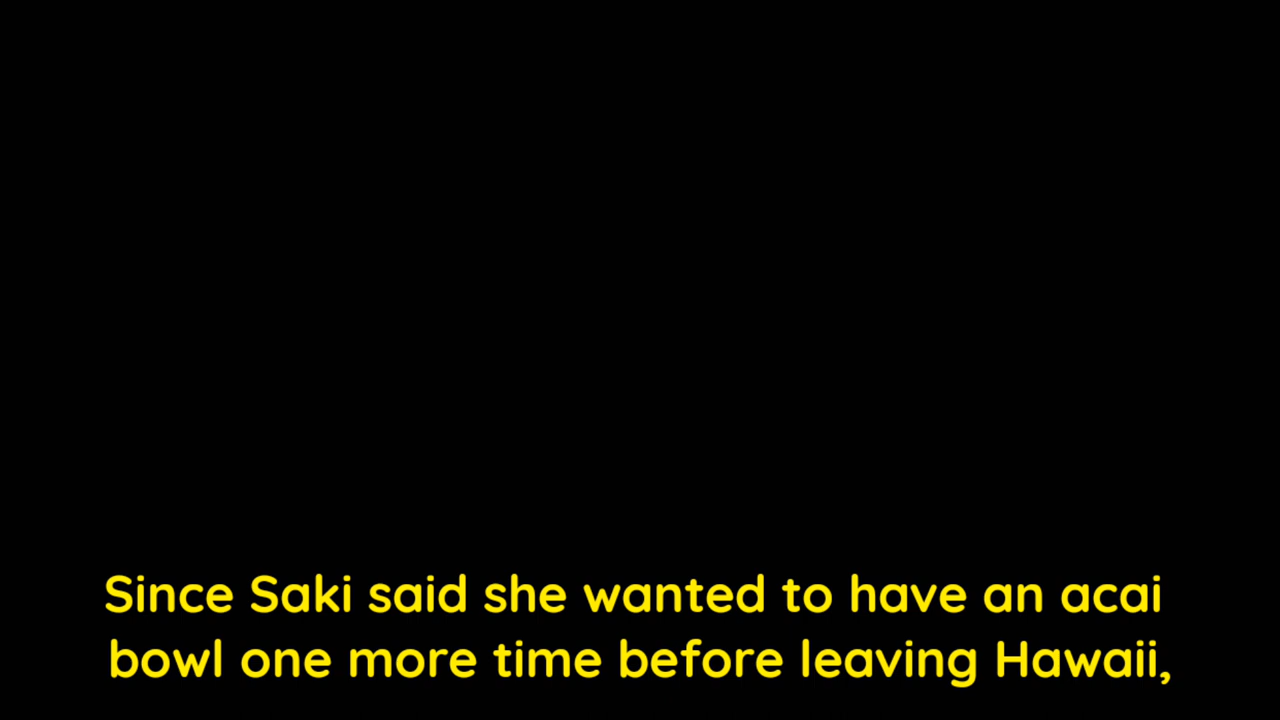 Since Saki said she wanted to have an acai
bowl one more time before leaving Hawaii,